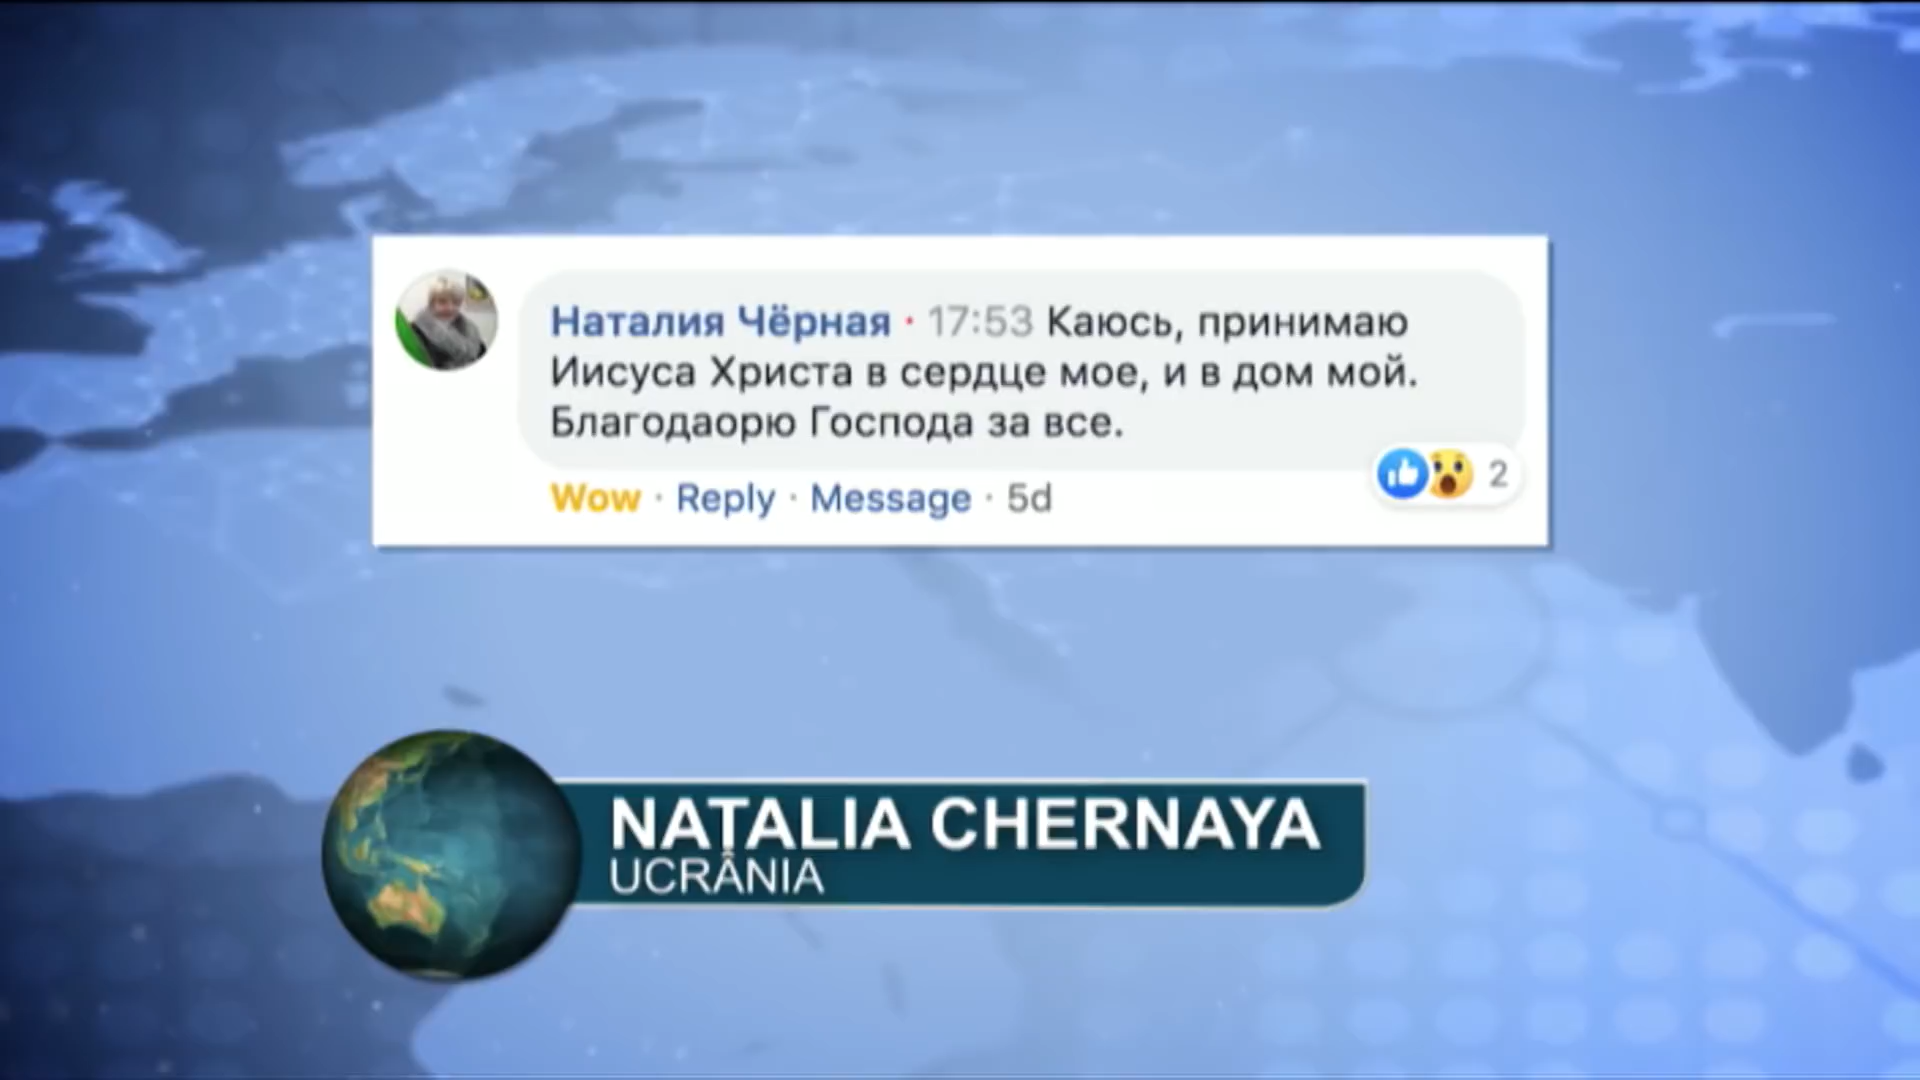 Наталия Чёрная · 17:53 Каюсь, принимаю
Иисуса Христа в сердце мое, и в дом мой.
Благодаорю Господа за все.
2
Wow · Reply · Message · 5d
NATALIA CHERNAYA
UCRÂNIA